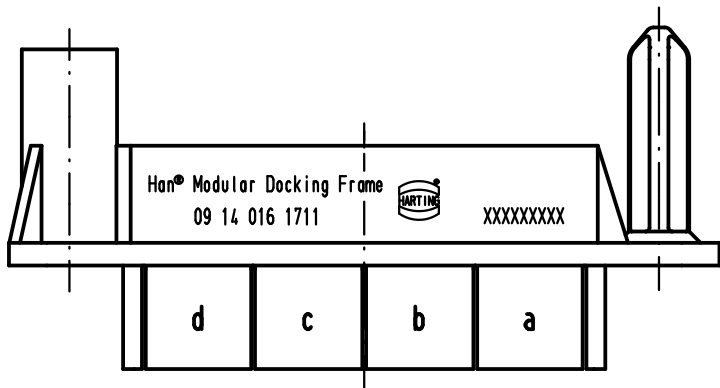 Han® Modular Docking Frame
09 14 016 1711
HARTING®
XXXXXXXXX
d c b a